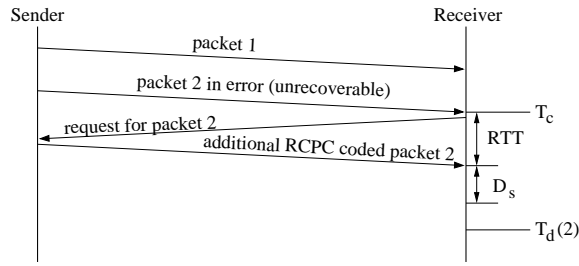 Sender
Receiver
packet 1
packet 2 in error (unrecoverable)
T_c
request for packet 2
RTT
additional RCPC coded packet 2
D_s
T_d(2)